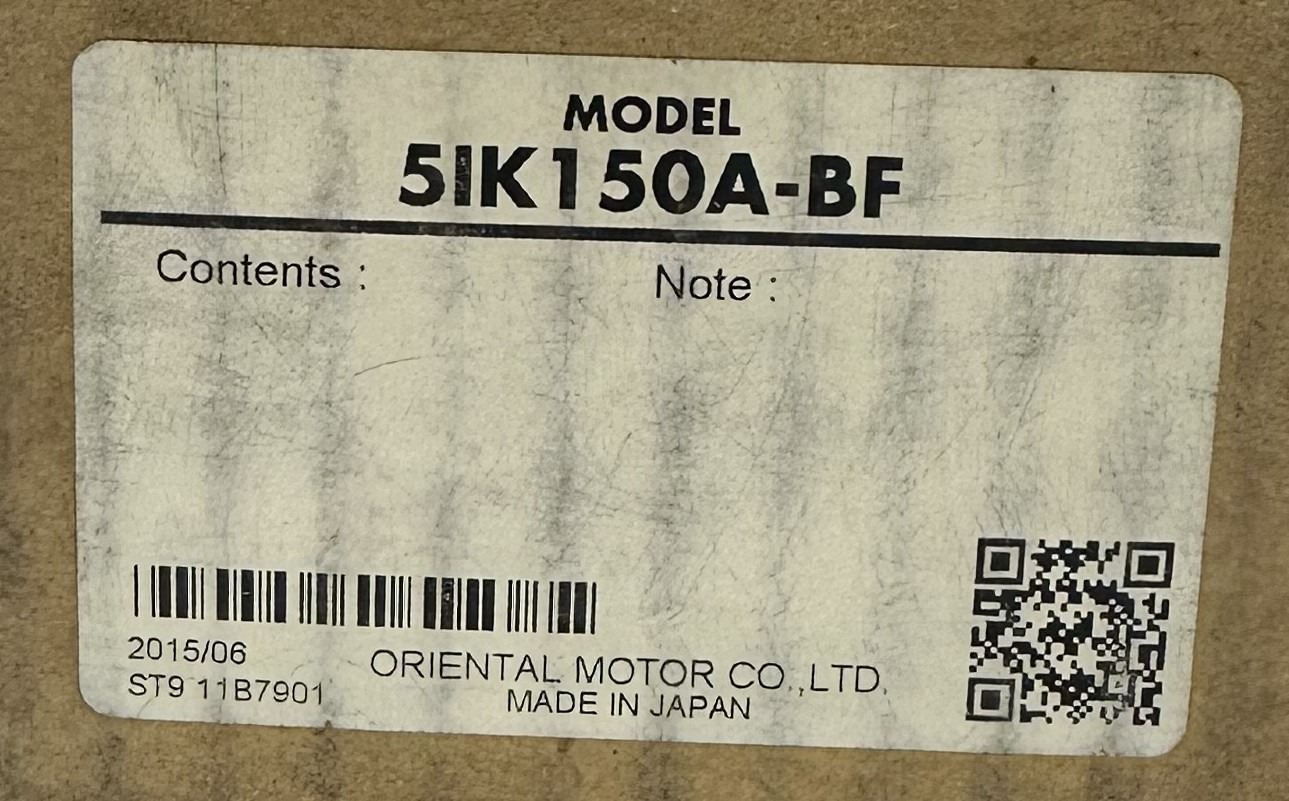 MODEL
5IK150A-BF
Contents :
Note :
2015/06
ST9 11B7901
ORIENTAL MOTOR CO.,LTD.
MADE IN JAPAN